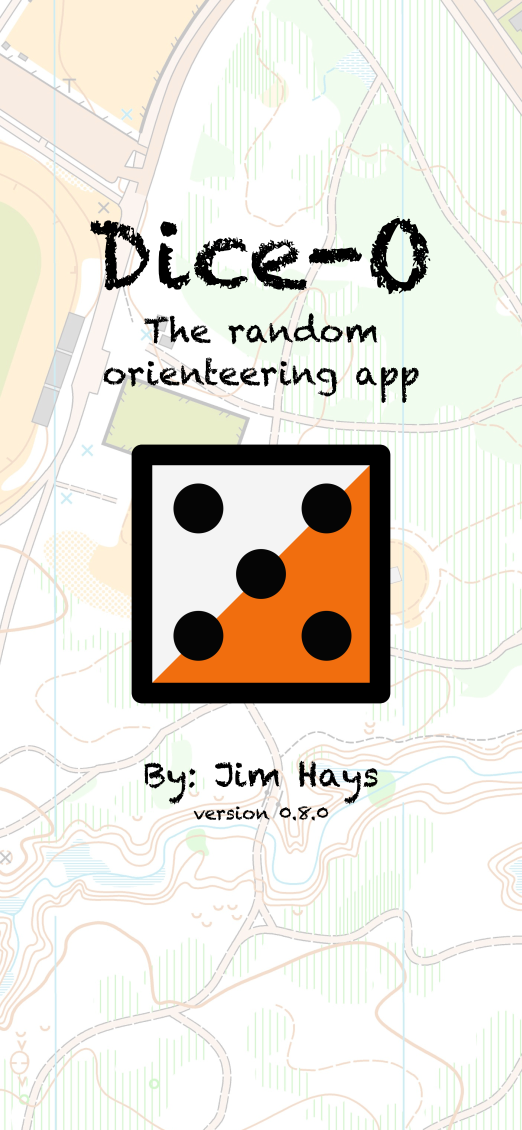 Dice-O
The random
orienteering app
By: Jim Hays
version 0.8.0